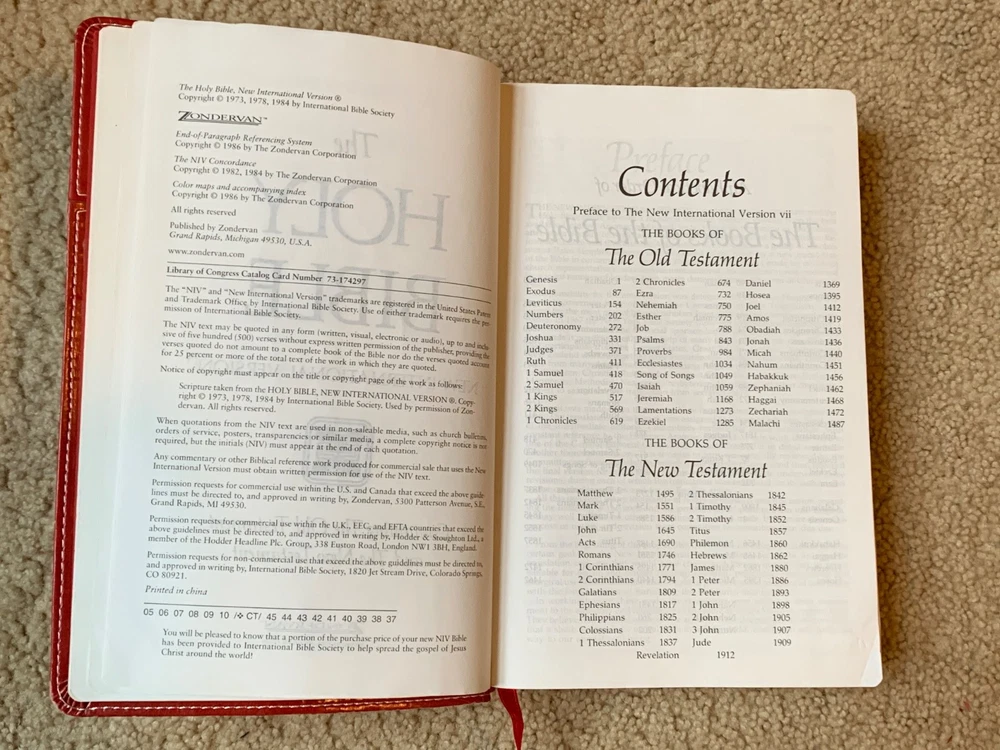 The Holy Bible, New International Version ®
Copyright © 1973, 1978, 1984 by International Bible Society
ZONDERVAN™
End-of-Paragraph Referencing System
Copyright © 1986 by The Zondervan Corporation
The NIV Concordance
Copyright © 1982, 1984 by The Zondervan Corporation
Color maps and accompanying index
Copyright © 1986 by The Zondervan Corporation
All rights reserved
Published by Zondervan
Grand Rapids, Michigan 49530, U.S.A.
www.zondervan.com
Library of Congress Catalog Card Number 73-174297
The "NIV" and "New International Version" trademarks are registered in the United States Patent
and Trademark Office by International Bible Society. Use of either trademark requires the per-
mission of International Bible Society.
The NIV text may be quoted in any form (written, visual, electronic or audio), up to and inclu-
sive of five hundred (500) verses without express written permission of the publisher, providing the
verses quoted do not amount to a complete book of the Bible nor do the verses quoted account
for 25 percent or more of the total text of the work in which they are quoted.
Notice of copyright must appear on the title or copyright page of the work as follows:
Scripture taken from the HOLY BIBLE, NEW INTERNATIONAL VERSION ®. Copy-
right © 1973, 1978, 1984 by International Bible Society. Used by permission of Zon-
dervan. All rights reserved.
When quotations from the NIV text are used in non-saleable media, such as church bulletins,
orders of service, posters, transparencies or similar media, a complete copyright notice is not
required, but the initials (NIV) must appear at the end of each quotation.
Any commentary or other Biblical reference work produced for commercial sale that uses the New
International Version must obtain written permission for use of the NIV text.
Permission requests for commercial use within the U.S. and Canada that exceed the above guide-
lines must be directed to, and approved in writing by, Zondervan, 5300 Patterson Avenue, S.E.,
Grand Rapids, MI 49530.
Permission requests for commercial use within the U.K., EEC, and EFTA countries that exceed the
above guidelines must be directed to, and approved in writing by, Hodder & Stoughton Ltd., a
member of the Hodder Headline Plc. Group, 338 Euston Road, London NW1 3BH, England.
Permission requests for non-commercial use that exceed the above guidelines must be directed to,
and approved in writing by, International Bible Society, 1820 Jet Stream Drive, Colorado Springs,
CO 80921.
Printed in china
05 06 07 08 09 10 /❖ CT/ 45 44 43 42 41 40 39 38 37
You will be pleased to know that a portion of the purchase price of your new NIV Bible
has been provided to International Bible Society to help spread the gospel of Jesus
Christ around the world!
Contents
Preface to The New International Version vii
THE BOOKS OF
The Old Testament
Genesis 1 2 Chronicles 674 Daniel 1369
Exodus 87 Ezra 732 Hosea 1395
Leviticus 154 Nehemiah 750 Joel 1412
Numbers 202 Esther 775 Amos 1419
Deuteronomy 272 Job 788 Obadiah 1433
Joshua 331 Psalms 843 Jonah 1436
Judges 371 Proverbs 984 Micah 1440
Ruth 411 Ecclesiastes 1034 Nahum 1451
1 Samuel 418 Song of Songs 1049 Habakkuk 1456
2 Samuel 470 Isaiah 1059 Zephaniah 1462
1 Kings 517 Jeremiah 1168 Haggai 1468
2 Kings 569 Lamentations 1273 Zechariah 1472
1 Chronicles 619 Ezekiel 1285 Malachi 1487
THE BOOKS OF
The New Testament
Matthew 1495 2 Thessalonians 1842
Mark 1551 1 Timothy 1845
Luke 1586 2 Timothy 1852
John 1645 Titus 1857
Acts 1690 Philemon 1860
Romans 1746 Hebrews 1862
1 Corinthians 1771 James 1880
2 Corinthians 1794 1 Peter 1886
Galatians 1809 2 Peter 1893
Ephesians 1817 1 John 1898
Philippians 1825 2 John 1905
Colossians 1831 3 John 1907
1 Thessalonians 1837 Jude 1909
Revelation 1912